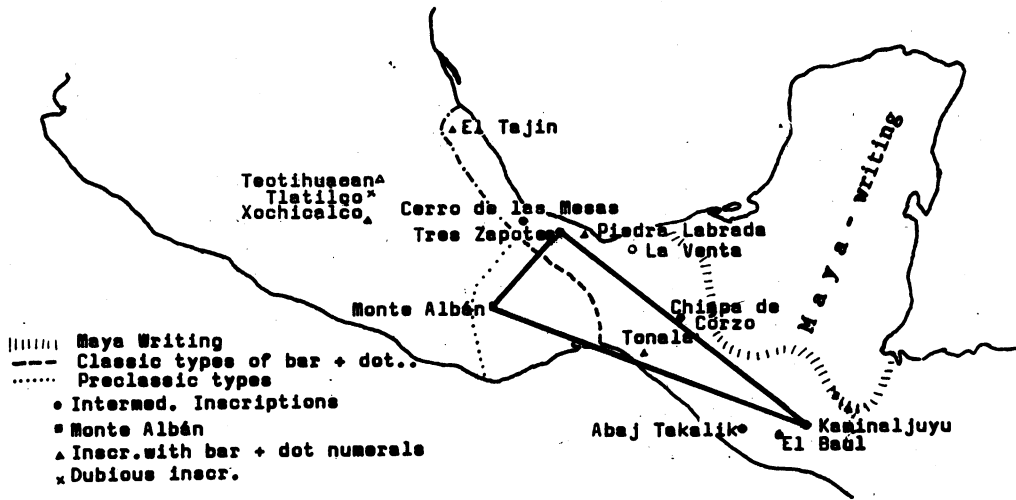 El Tajin
Teotihuacan
Tlatilco
Xochicalco
Cerro de las Mesas
Tres Zapotes
Piedra Labrada
La Venta
Maya-writing
Monte Albán
Chiapa de
Corzo
Tonala
Maya Writing
Classic types of bar + dot..
Preclassic types
Intermed. Inscriptions
Monte Albán
Inscr.with bar + dot numerals
Dubious inscr.
Abaj Takalik
Kaminaljuyu
El Baúl